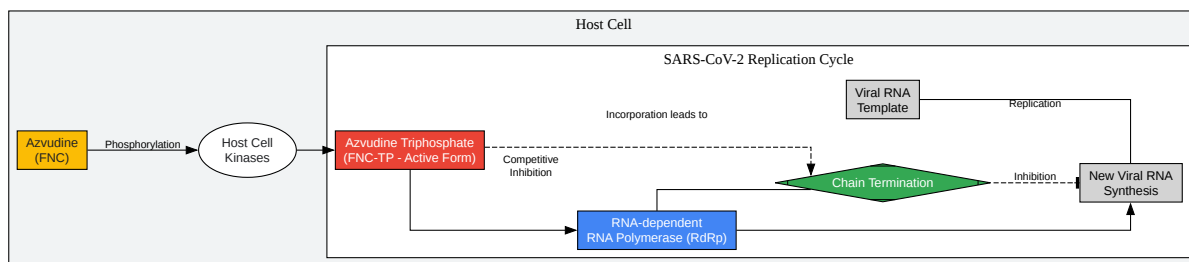 Host Cell
SARS-CoV-2 Replication Cycle
Viral RNA
Template
Replication
Incorporation leads to
Azvudine
(FNC)
Phosphorylation
Host Cell
Kinases
Azvudine Triphosphate
(FNC-TP - Active Form)
Competitive
Inhibition
Chain Termination
Inhibition
New Viral RNA
Synthesis
RNA-dependent
RNA Polymerase (RdRp)